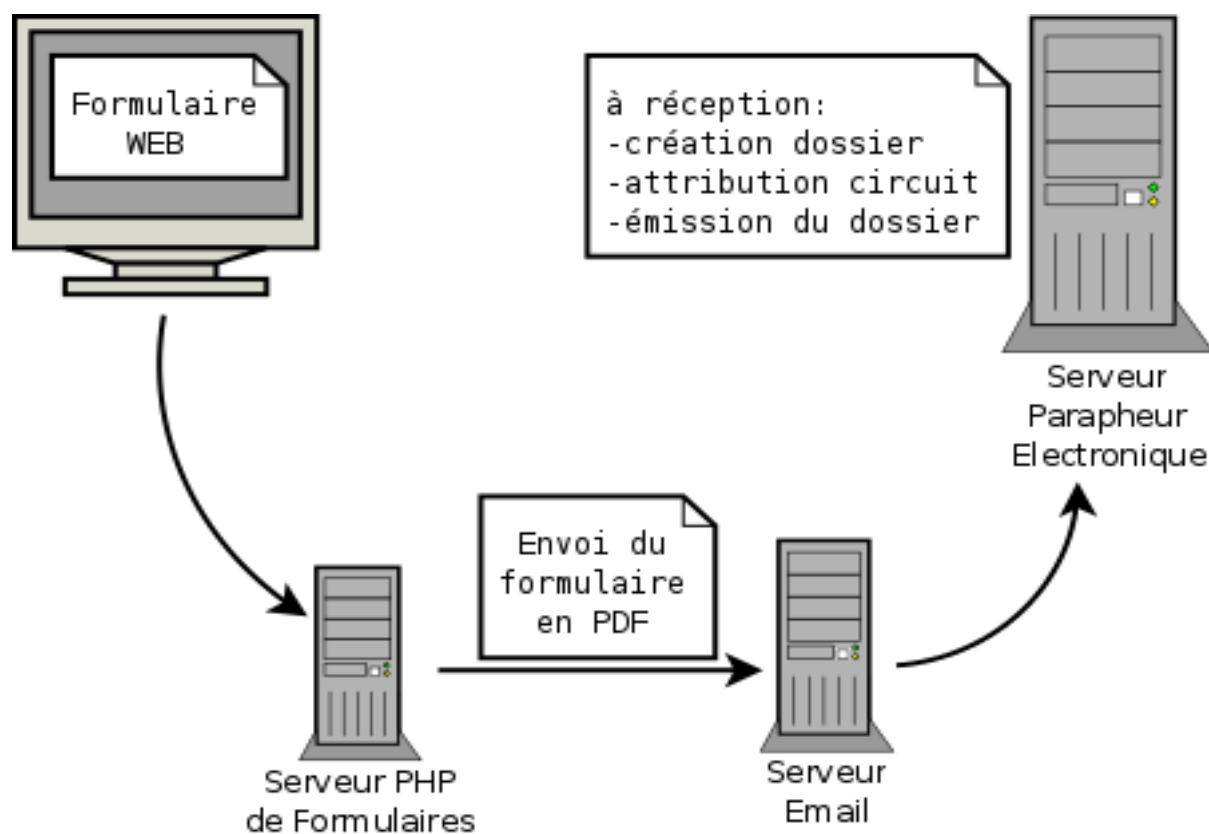 Formulaire
WEB
à réception:
-création dossier
-attribution circuit
-émission du dossier
Serveur
Parapheur
Electronique
Envoi du
formulaire
en PDF
Serveur PHP
de Formulaires
Serveur
Email